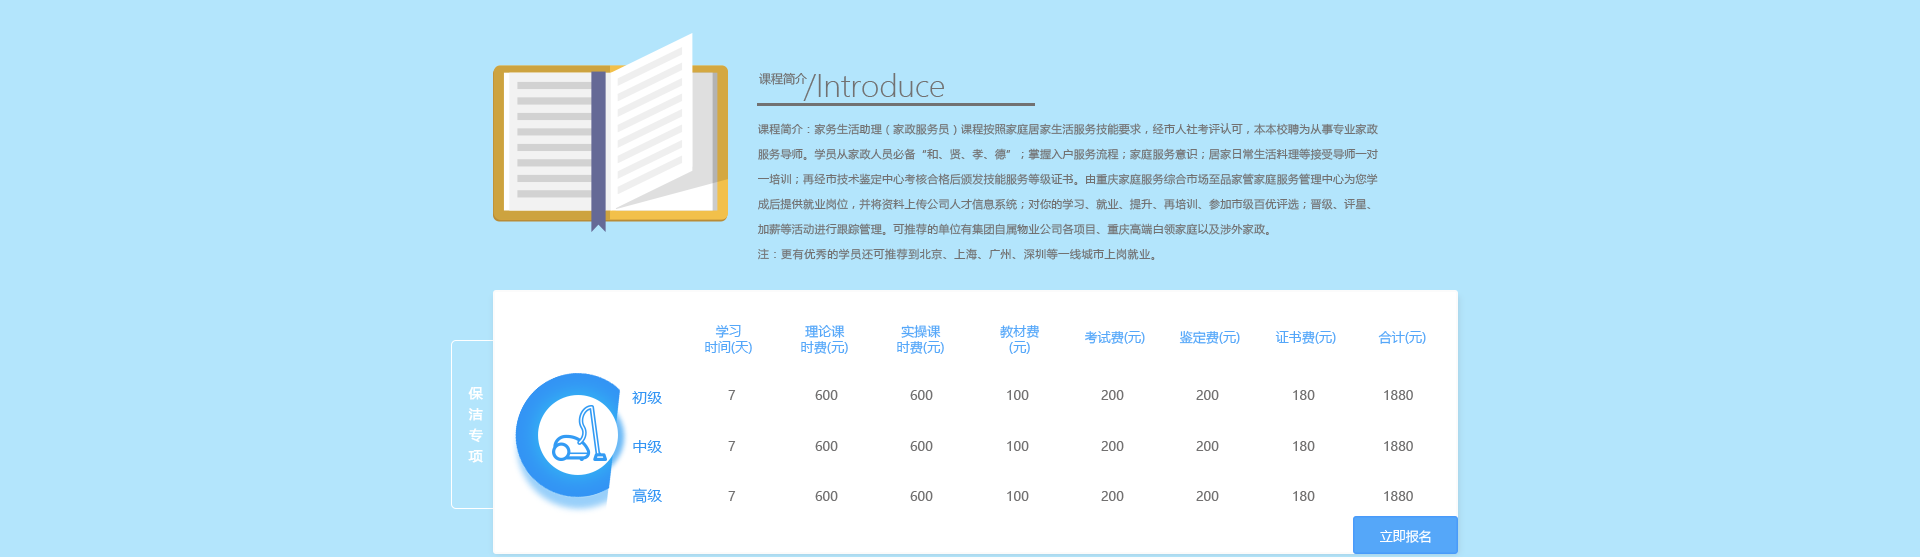 课程简介/Introduce
课程简介：家务生活助理（家政服务员）课程按照家庭居家生活服务技能要求，经市人社考评认可，本本校聘为从事专业家政
服务导师。学员从家政人员必备“和、贤、孝、德”；掌握入户服务流程；家庭服务意识；居家日常生活料理等接受导师一对
一培训；再经市技术鉴定中心考核合格后颁发技能服务等级证书。由重庆家庭服务综合市场至品家管家庭服务管理中心为您学
成后提供就业岗位，并将资料上传公司人才信息系统；对你的学习、就业、提升、再培训、参加市级百优评选；晋级、评星、
加薪等活动进行跟踪管理。可推荐的单位有集团自属物业公司各项目、重庆高端白领家庭以及涉外家政。
注：更有优秀的学员还可推荐到北京、上海、广州、深圳等一线城市上岗就业。
保洁专项
学习 理论课 实操课 教材费
时间(天) 时费(元) 时费(元) (元) 考试费(元) 鉴定费(元) 证书费(元) 合计(元)
初级 7 600 600 100 200 200 180 1880
中级 7 600 600 100 200 200 180 1880
高级 7 600 600 100 200 200 180 1880
立即报名